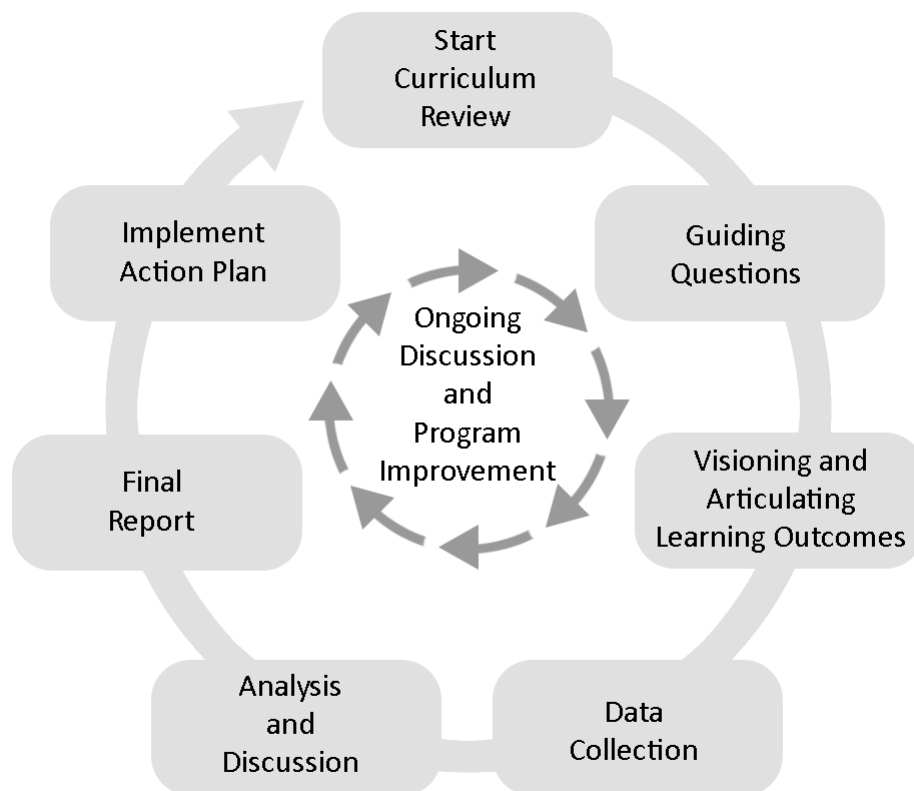 Start
Curriculum
Review
Guiding
Questions
Visioning and
Articulating
Learning Outcomes
Data
Collection
Analysis
and
Discussion
Final
Report
Implement
Action Plan
Ongoing
Discussion
and
Program
Improvement